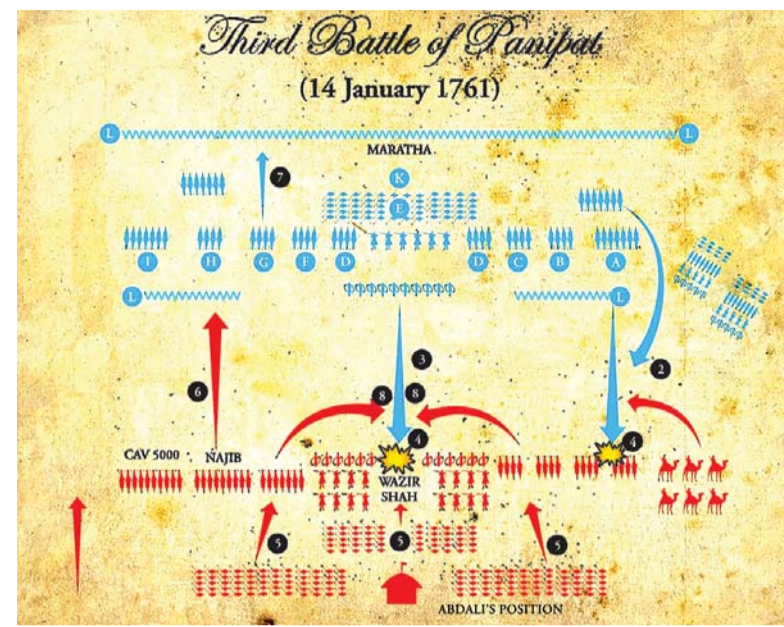 Third Battle of Panipat
(14 January 1761)
L L
MARATHA
7 K
E
I H G F D D C B A
L L
3 2
6 8 8
4 4
CAV 5000 NAJIB
WAZIR
SHAH
5 5 5
ABDALI'S POSITION